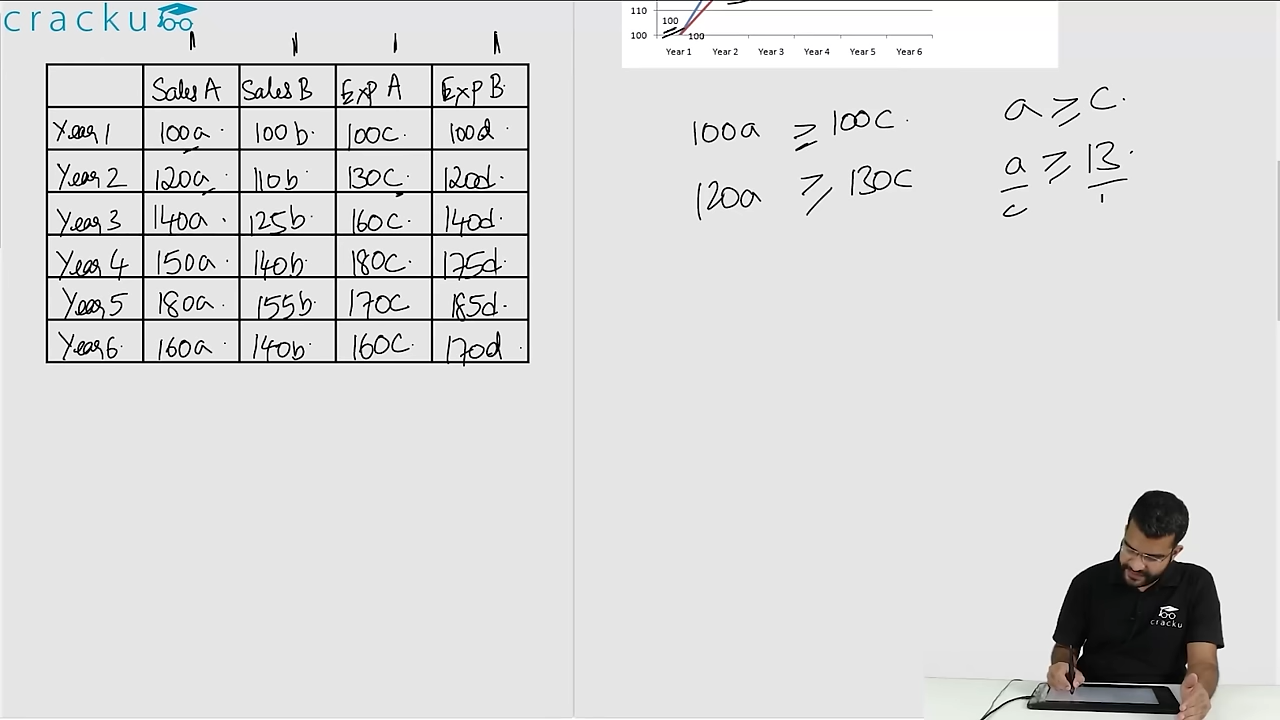 cracku
Sales A Sales B Exp A Exp B
Year 1 100a 100b 100c 100d
Year 2 120a 110b 130c 120d
Year 3 140a 125b 160c 140d
Year 4 150a 140b 180c 175d
Year 5 180a 155b 170c 185d
Year 6 160a 140b 160c 170d
110
100
100
100
Year 1 Year 2 Year 3 Year 4 Year 5 Year 6
100a ≥ 100c
120a ≥ 130c
a ≥ c
a ≥ 13
c 1
cracku